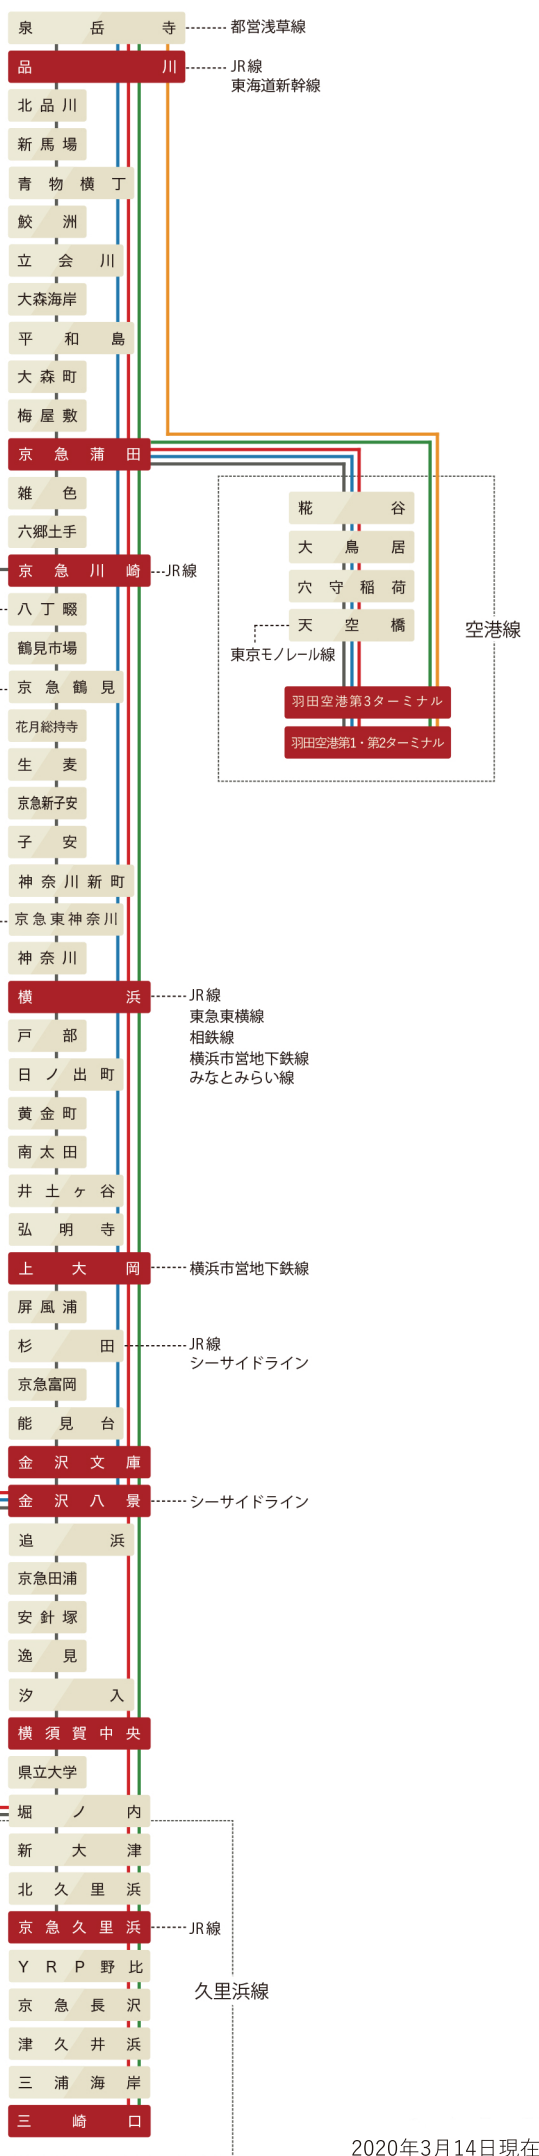 泉岳寺
都営浅草線
品川
JR線
東海道新幹線
北品川
新馬場
青物横丁
鮫洲
立会川
大森海岸
平和島
大森町
梅屋敷
京急蒲田
雑色
六郷土手
京急川崎
JR線
八丁畷
鶴見市場
京急鶴見
花月総持寺
生麦
京急新子安
子安
神奈川新町
京急東神奈川
神奈川
糀谷
大鳥居
穴守稲荷
天空橋
東京モノレール線
空港線
羽田空港第3ターミナル
羽田空港第1・第2ターミナル
横浜
JR線
東急東横線
相鉄線
横浜市営地下鉄線
みなとみらい線
戸部
日ノ出町
黄金町
南太田
井土ヶ谷
弘明寺
上大岡
横浜市営地下鉄線
屏風浦
杉田
JR線
シーサイドライン
京急富岡
能見台
金沢文庫
金沢八景
シーサイドライン
追浜
京急田浦
安針塚
逸見
汐入
横須賀中央
県立大学
堀ノ内
新大津
北久里浜
京急久里浜
JR線
YRP野比
久里浜線
京急長沢
津久井浜
三浦海岸
三崎口
2020年3月14日現在